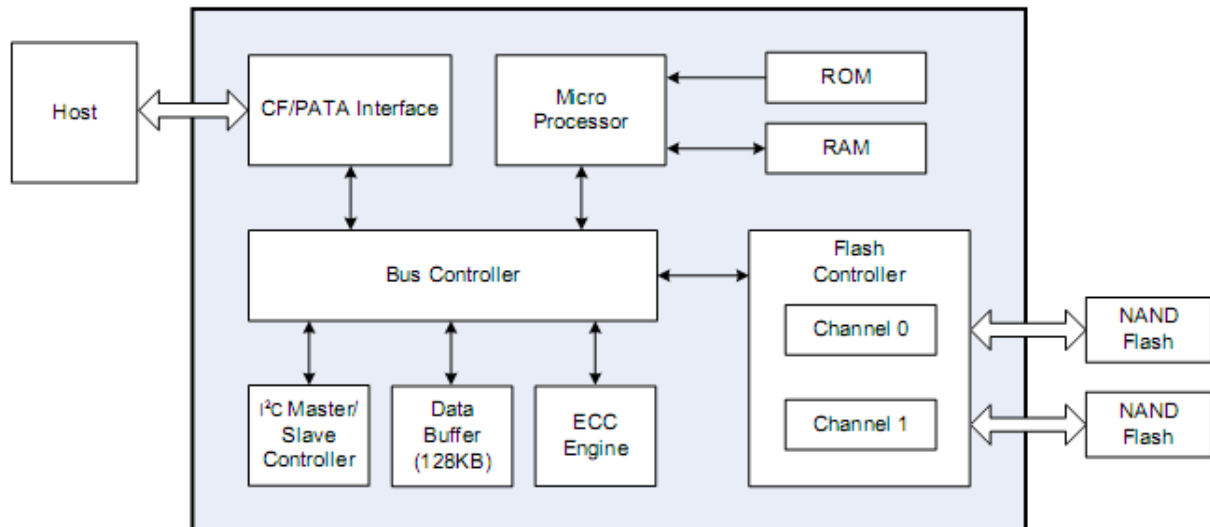 Host
CF/PATA Interface
Micro
Processor
ROM
RAM
Bus Controller
Flash
Controller
Channel 0
Channel 1
NAND
Flash
NAND
Flash
I²C Master/
Slave
Controller
Data
Buffer
(128KB)
ECC
Engine